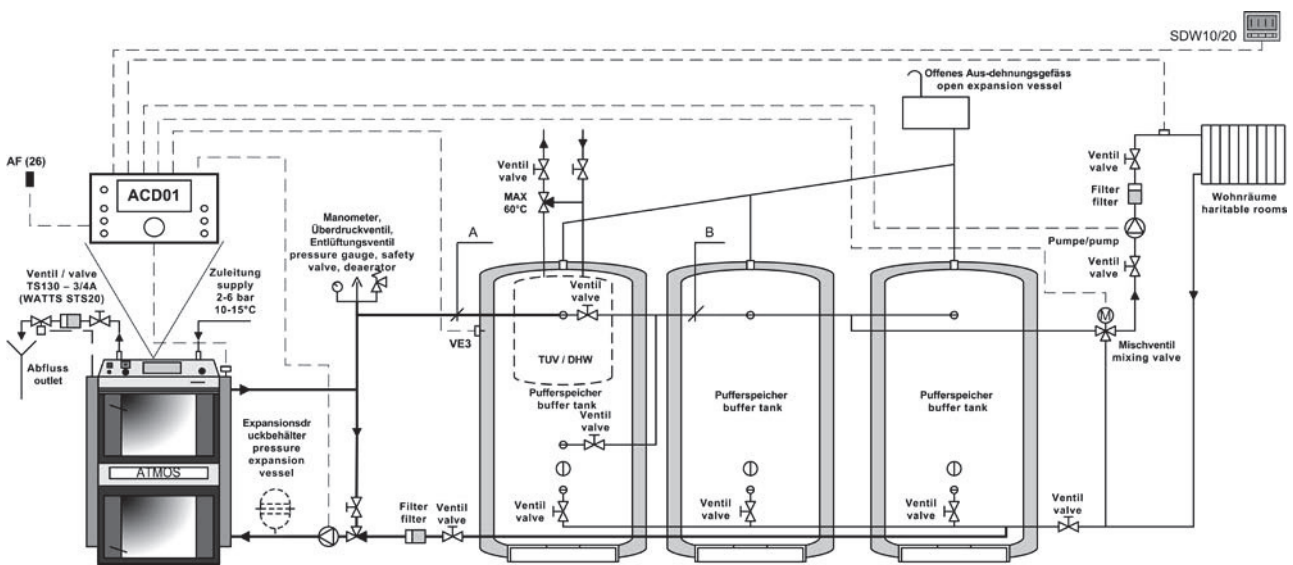 SDW10/20
Offenes Aus-dehnungsgefäss
open expansion vessel
AF (26)
ACD01
Ventil
valve
MAX
60°C
Ventil
valve
Filter
filter
Wohnräume
haritable rooms
Manometer,
Überdruckventil,
Entlüftungsventil
pressure gauge, safety
valve, deaerator
A
B
Pumpe/pump
Ventil
valve
Ventil / valve
TS130 – 3/4A
(WATTS STS20)
Zuleitung
supply
2-6 bar
10-15°C
Ventil
valve
M
VE3
Mischventil
mixing valve
TUV / DHW
Abfluss
outlet
Pufferspeicher
buffer tank
Pufferspeicher
buffer tank
Pufferspeicher
buffer tank
Expansionsdr
uckbehälter
pressure
expansion
vessel
Ventil
valve
ATMOS
Filter
filter
Ventil
valve
Ventil
valve
Ventil
valve
Ventil
valve
Ventil
valve